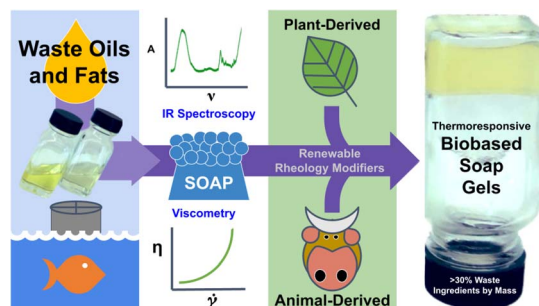 Waste Oils
and Fats
A
ν
IR Spectroscopy
SOAP
Viscometry
η
γ̇
Plant-Derived
Renewable
Rheology Modifiers
Animal-Derived
Thermoresponsive
Biobased
Soap
Gels
>30% Waste
Ingredients by Mass